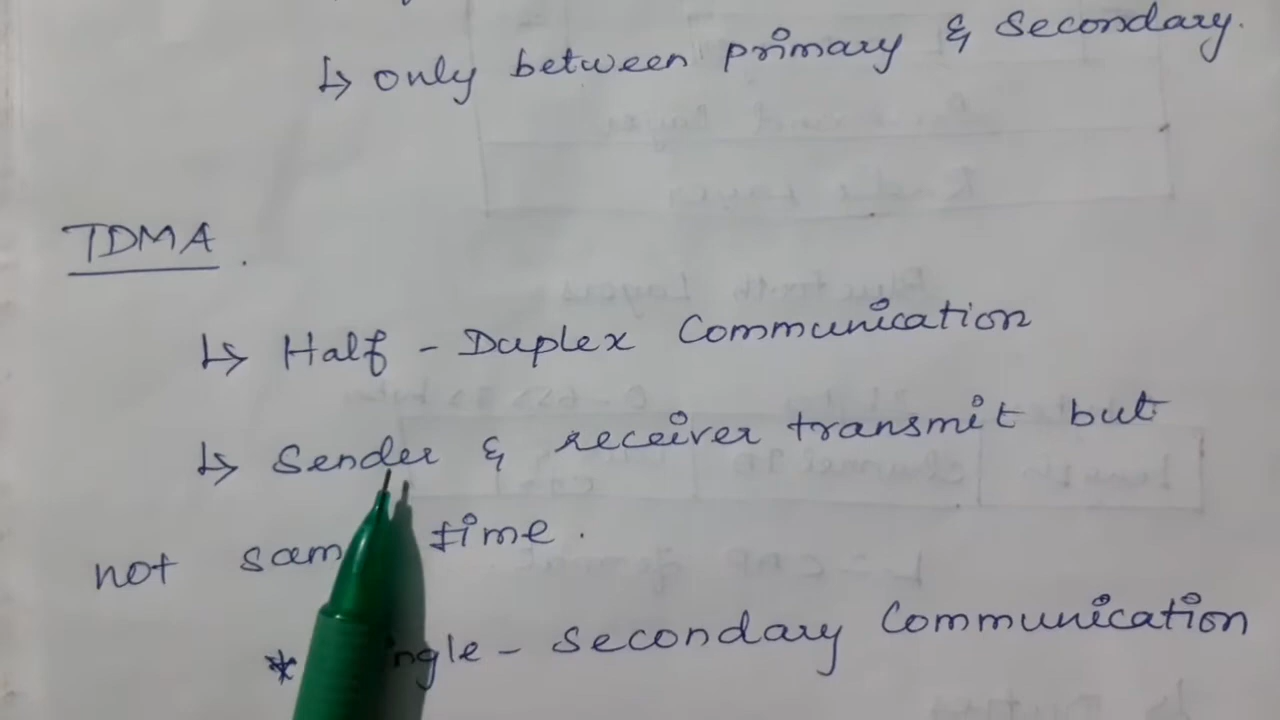 ↳ only between primary & secondary.
TDMA.
↳ Half - Duplex Communication
↳ Sender & receiver transmit but
not time.
* - secondary Communication